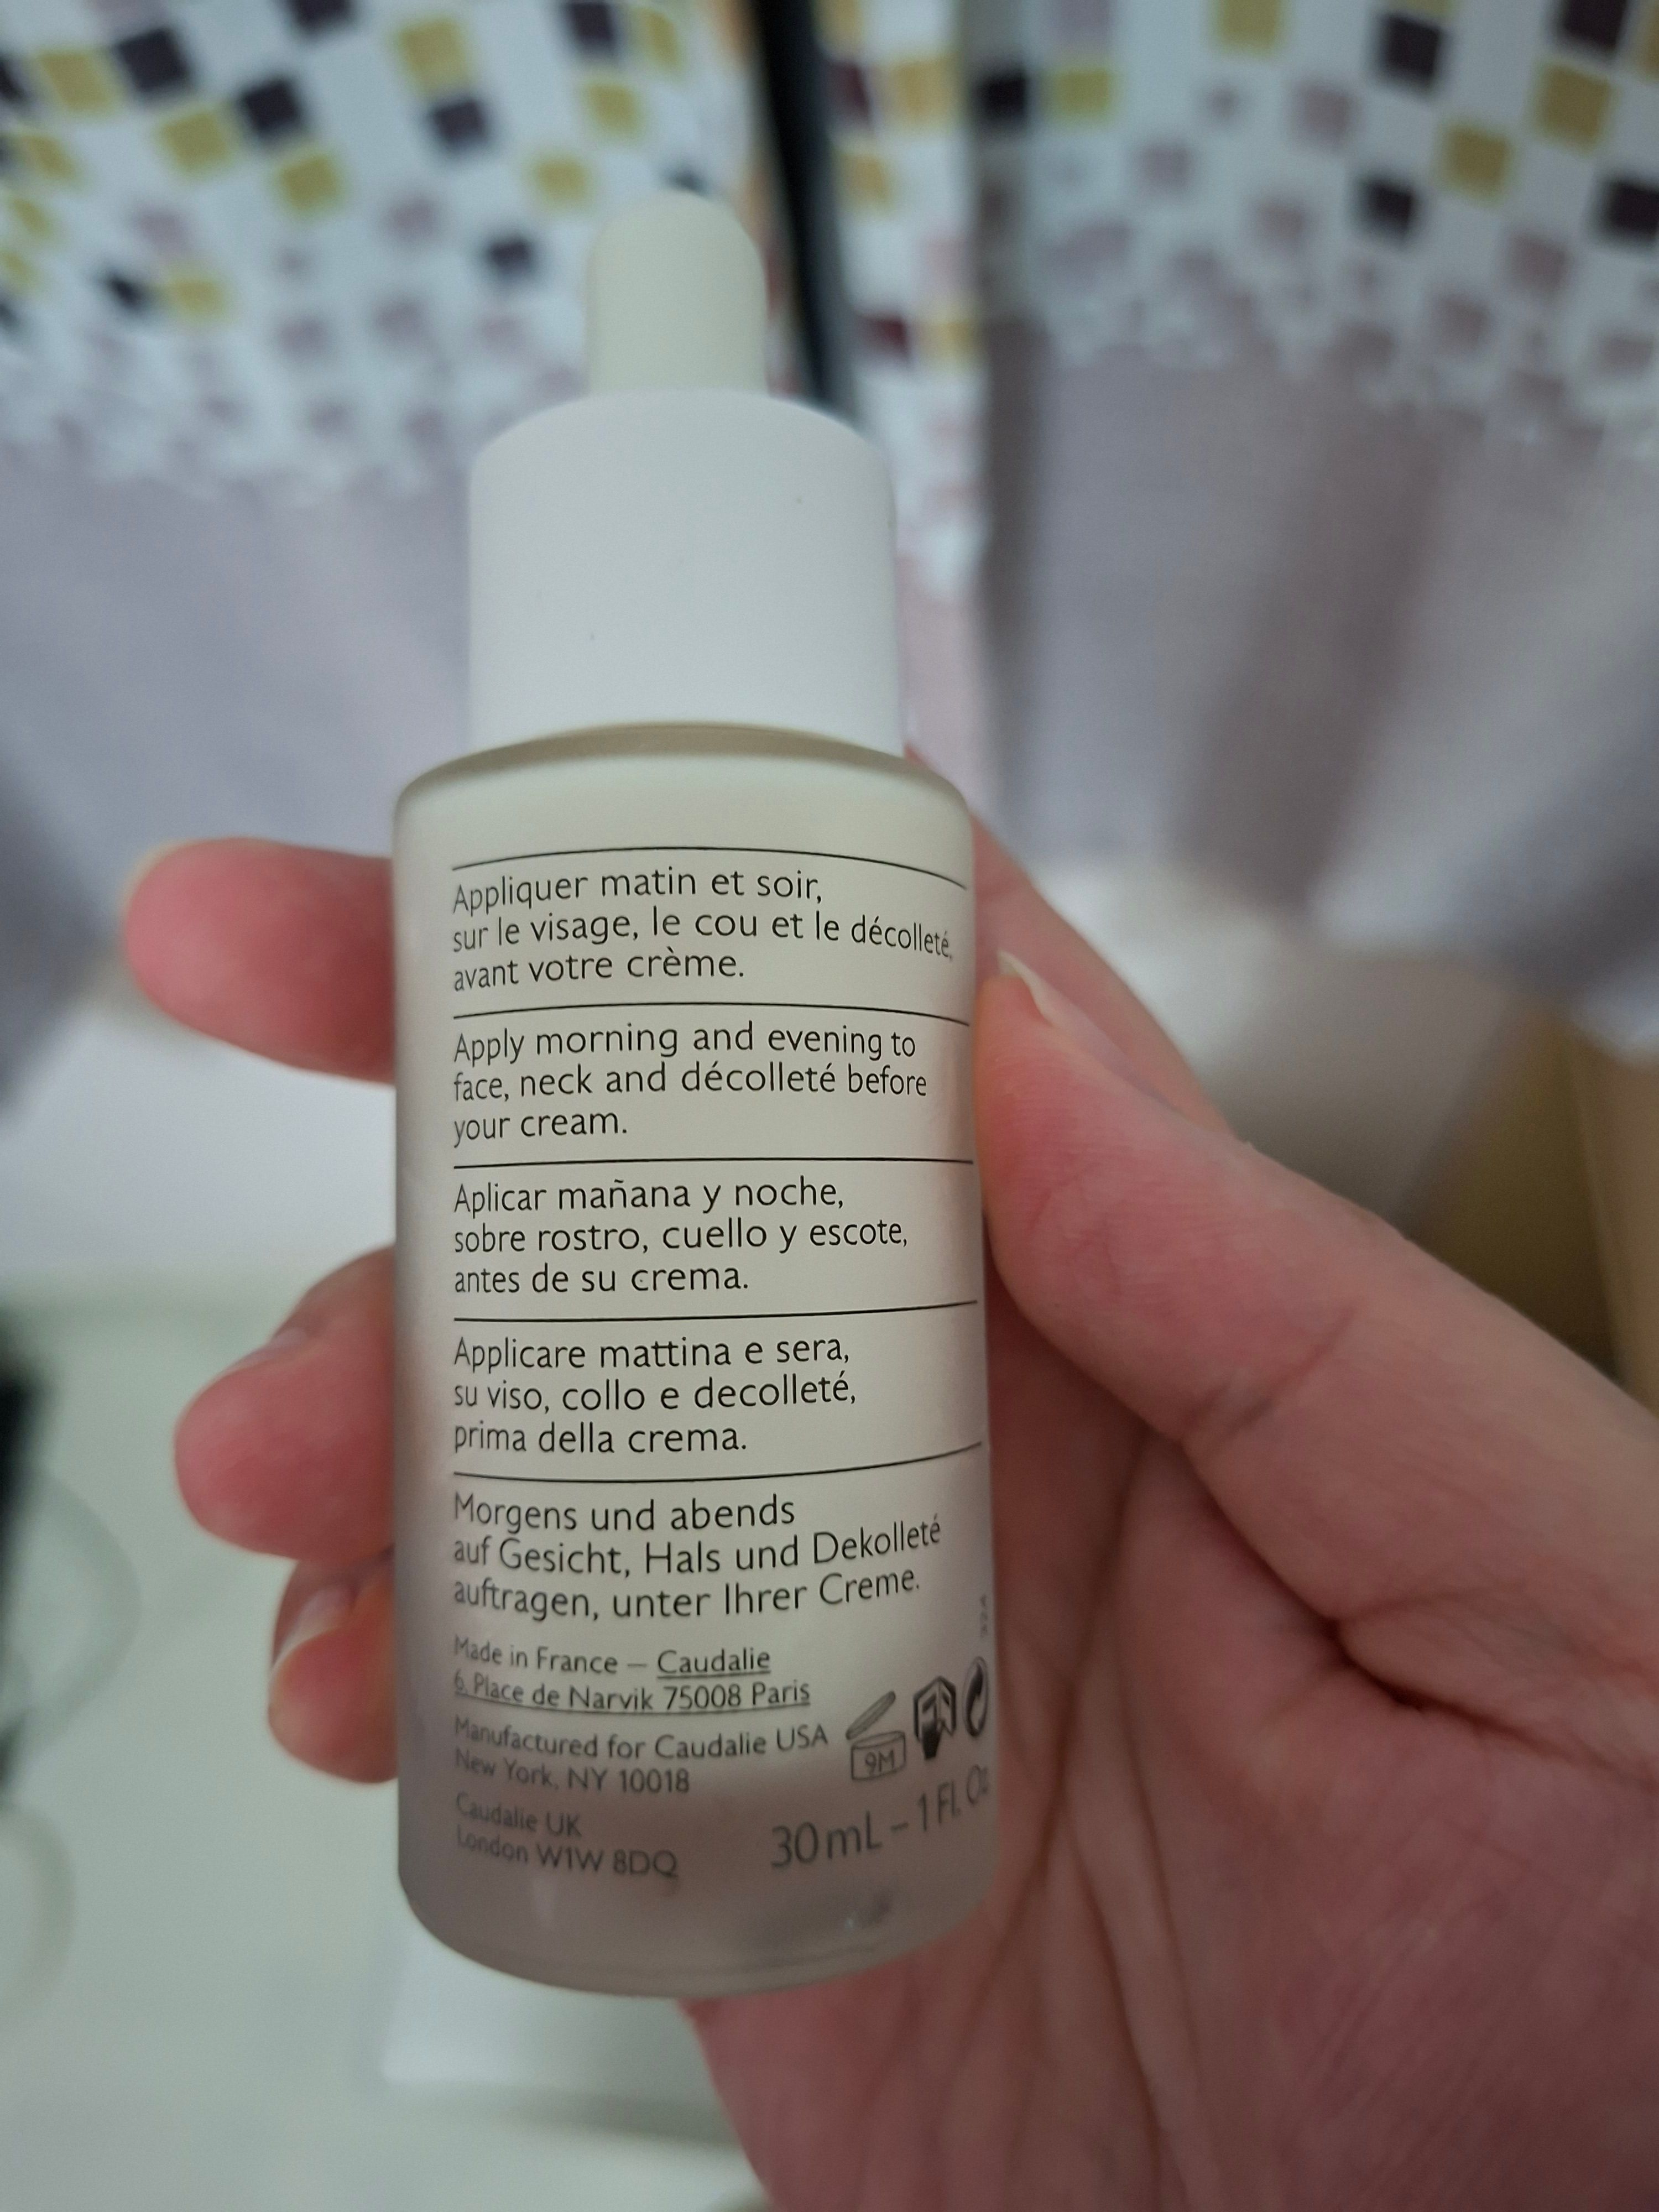 Appliquer matin et soir,
sur le visage, le cou et le décolleté,
avant votre crème.
Apply morning and evening to
face, neck and décolleté before
your cream.
Aplicar mañana y noche,
sobre rostro, cuello y escote,
antes de su crema.
Applicare mattina e sera,
su viso, collo e decolleté,
prima della crema.
Morgens und abends
auf Gesicht, Hals und Dekolleté
auftragen, unter Ihrer Creme.
Made in France – Caudalie
6, Place de Narvik 75008 Paris
Manufactured for Caudalie USA
New York, NY 10018
Caudalie UK
London W1W 8DQ
9M
30 mL – 1 Fl. Oz